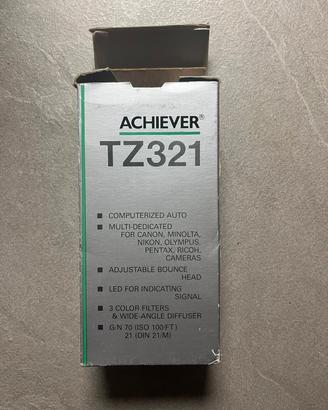 ACHIEVER®
TZ321
■ COMPUTERIZED AUTO
■ MULTI-DEDICATED
FOR CANON, MINOLTA,
NIKON, OLYMPUS,
PENTAX, RICOH,
CAMERAS
■ ADJUSTABLE BOUNCE
HEAD
■ LED FOR INDICATING
SIGNAL
■ 3 COLOR FILTERS
& WIDE-ANGLE DIFFUSER
■ G/N 70 (ISO 100/FT)
21 (DIN 21/M)